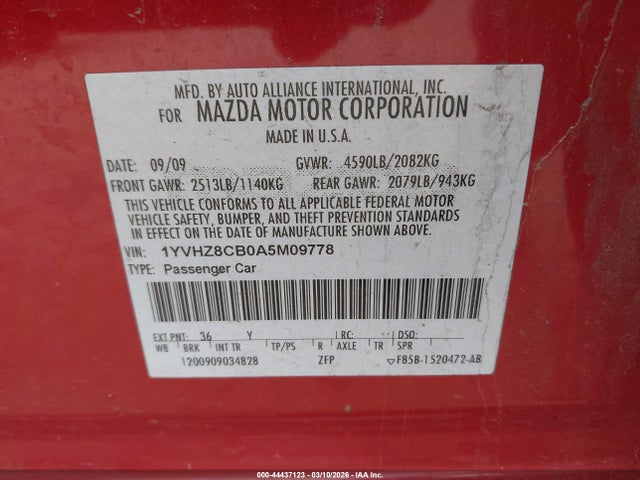 MFD. BY AUTO ALLIANCE INTERNATIONAL, INC.
FOR MAZDA MOTOR CORPORATION
MADE IN U.S.A.
DATE: 09/09 GVWR: 4590LB/2082KG
FRONT GAWR: 2513LB/1140KG REAR GAWR: 2079LB/943KG
THIS VEHICLE CONFORMS TO ALL APPLICABLE FEDERAL MOTOR
VEHICLE SAFETY, BUMPER, AND THEFT PREVENTION STANDARDS
IN EFFECT ON THE DATE OF MANUFACTURE SHOWN ABOVE.
VIN: 1YVHZ8CB0A5M09778
TYPE: Passenger Car
EXT PNT: 36 Y RC: DSO:
WB BRK INT TR TP/PS R AXLE TR SPR
1200909034828 ZFP ▽F85B-1520472-AB
000-44437123 - 03/10/2026 - IAA Inc.